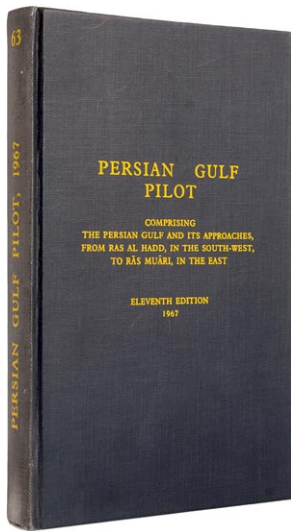 63
PERSIAN GULF PILOT, 1967
PERSIAN GULF
PILOT
COMPRISING
THE PERSIAN GULF AND ITS APPROACHES,
FROM RAS AL HADD, IN THE SOUTH-WEST,
TO RĀS MUĀRI, IN THE EAST
ELEVENTH EDITION
1967